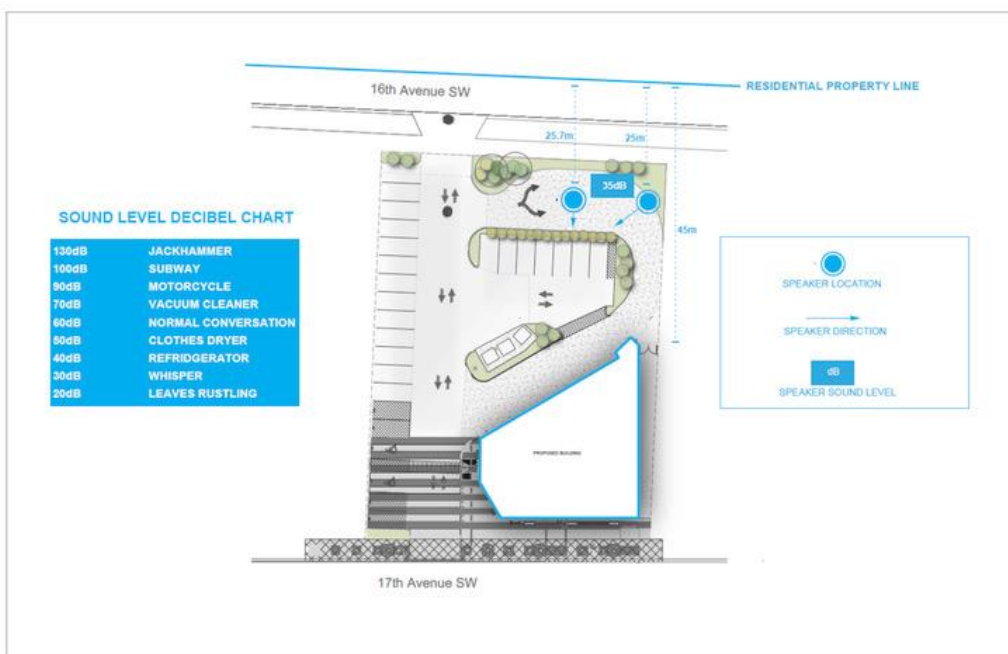 16th Avenue SW
RESIDENTIAL PROPERTY LINE
25.7m
25m
35dB
45m
SOUND LEVEL DECIBEL CHART
130dB JACKHAMMER
100dB SUBWAY
90dB MOTORCYCLE
70dB VACUUM CLEANER
60dB NORMAL CONVERSATION
50dB CLOTHES DRYER
40dB REFRIDGERATOR
30dB WHISPER
20dB LEAVES RUSTLING
SPEAKER LOCATION
SPEAKER DIRECTION
dB
SPEAKER SOUND LEVEL
PROPOSED BUILDING
17th Avenue SW